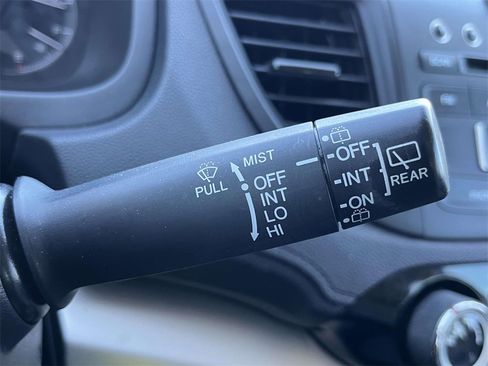 MIST
PULL
OFF
INT
LO
HI
OFF
INT
ON
REAR